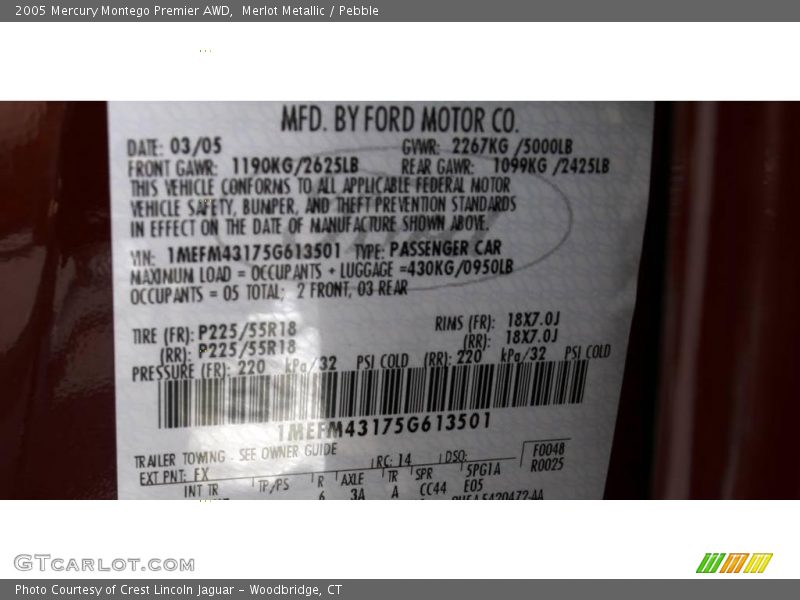 2005 Mercury Montego Premier AWD,  Merlot Metallic / Pebble
MFD. BY FORD MOTOR CO.
DATE: 03/05 GVWR: 2267KG /5000LB
FRONT GAWR: 1190KG/2625LB REAR GAWR: 1099KG /2425LB
THIS VEHICLE CONFORMS TO ALL APPLICABLE FEDERAL MOTOR
VEHICLE SAFETY, BUMPER, AND THEFT PREVENTION STANDARDS
IN EFFECT ON THE DATE OF MANUFACTURE SHOWN ABOVE.
VIN: 1MEFM43175G613501 TYPE: PASSENGER CAR
MAXINUM LOAD = OCCUPANTS + LUGGAGE =430KG/0950LB
OCCUPANTS = 05 TOTAL; 2 FRONT, 03 REAR
TIRE (FR): P225/55R18 RIMS (FR): 18X7.0J
(RR): P225/55R18 (RR): 18X7.0J
PRESSURE (FR): 220 kPa/32 PSI COLD (RR): 220 kPa/32 PSI COLD
1MEFM43175G613501
TRAILER TOWING - SEE OWNER GUIDE
EXT PNT: FX RC: 14 DSO: F0048
R0025
INT TR TP/PS R AXLE TR SPR 5PG1A
6 3A A CC44 E05
GTCARLOT.COM
Photo Courtesy of Crest Lincoln Jaguar - Woodbridge, CT